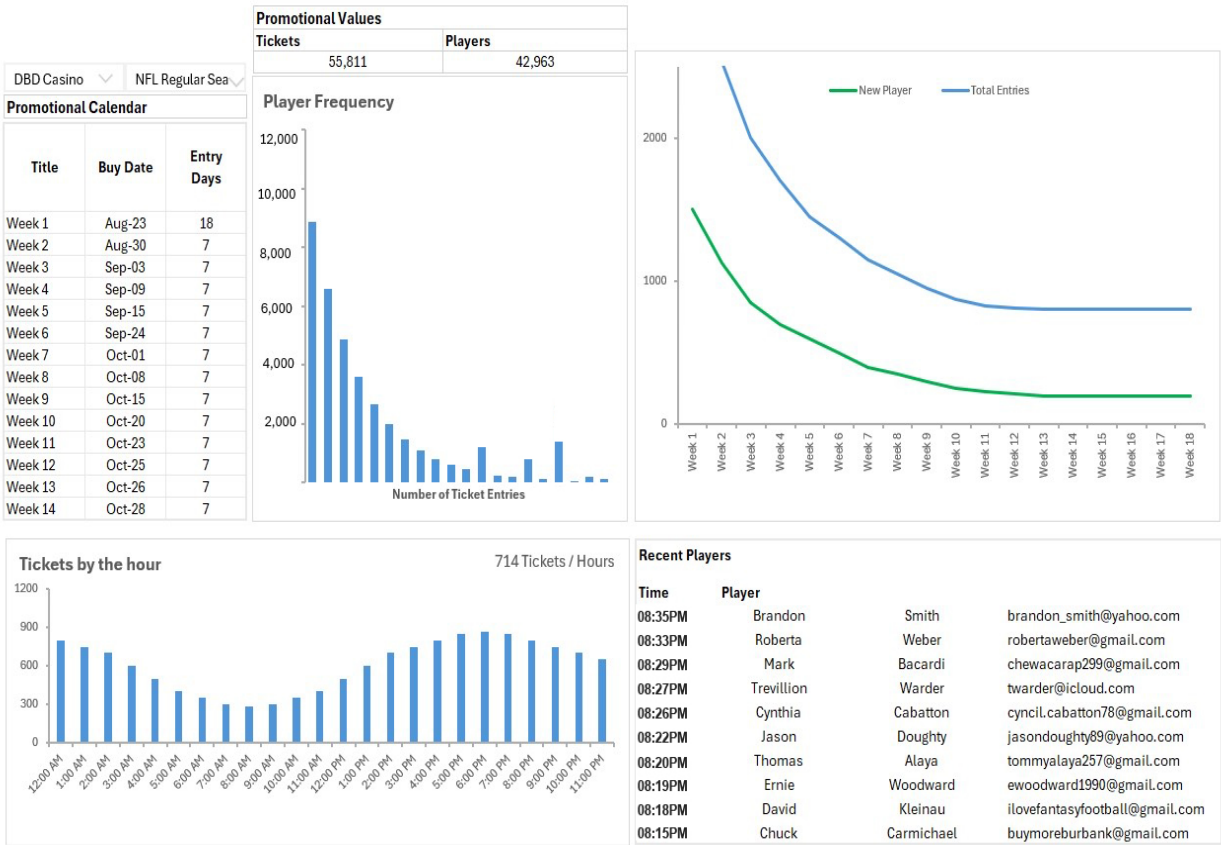 Promotional Values
Tickets Players
55,811 42,963
DBD Casino NFL Regular Sea
Promotional Calendar
Title Buy Date Entry Days
Week 1 Aug-23 18
Week 2 Aug-30 7
Week 3 Sep-03 7
Week 4 Sep-09 7
Week 5 Sep-15 7
Week 6 Sep-24 7
Week 7 Oct-01 7
Week 8 Oct-08 7
Week 9 Oct-15 7
Week 10 Oct-20 7
Week 11 Oct-23 7
Week 12 Oct-25 7
Week 13 Oct-26 7
Week 14 Oct-28 7
Player Frequency
12,000
10,000
8,000
6,000
4,000
2,000
Number of Ticket Entries
New Player Total Entries
2000
1000
0
Week 1 Week 2 Week 3 Week 4 Week 5 Week 6 Week 7 Week 8 Week 9 Week 10 Week 11 Week 12 Week 13 Week 14 Week 15 Week 16 Week 17 Week 18
Tickets by the hour 714 Tickets / Hours
1200
900
600
300
0
12:00 AM 1:00 AM 2:00 AM 3:00 AM 4:00 AM 5:00 AM 6:00 AM 7:00 AM 8:00 AM 9:00 AM 10:00 AM 11:00 AM 12:00 PM 1:00 PM 2:00 PM 3:00 PM 4:00 PM 5:00 PM 6:00 PM 7:00 PM 8:00 PM 9:00 PM 10:00 PM 11:00 PM
Recent Players
Time Player
08:35PM Brandon Smith brandon_smith@yahoo.com
08:33PM Roberta Weber robertaweber@gmail.com
08:29PM Mark Bacardi chewacarap299@gmail.com
08:27PM Trevillion Warder twarder@icloud.com
08:26PM Cynthia Cabatton cyncil.cabatton78@gmail.com
08:22PM Jason Doughty jasondoughty89@yahoo.com
08:20PM Thomas Alaya tommyalaya257@gmail.com
08:19PM Ernie Woodward ewoodward1990@gmail.com
08:18PM David Kleinau ilovefantasyfootball@gmail.com
08:15PM Chuck Carmichael buymoreburbank@gmail.com